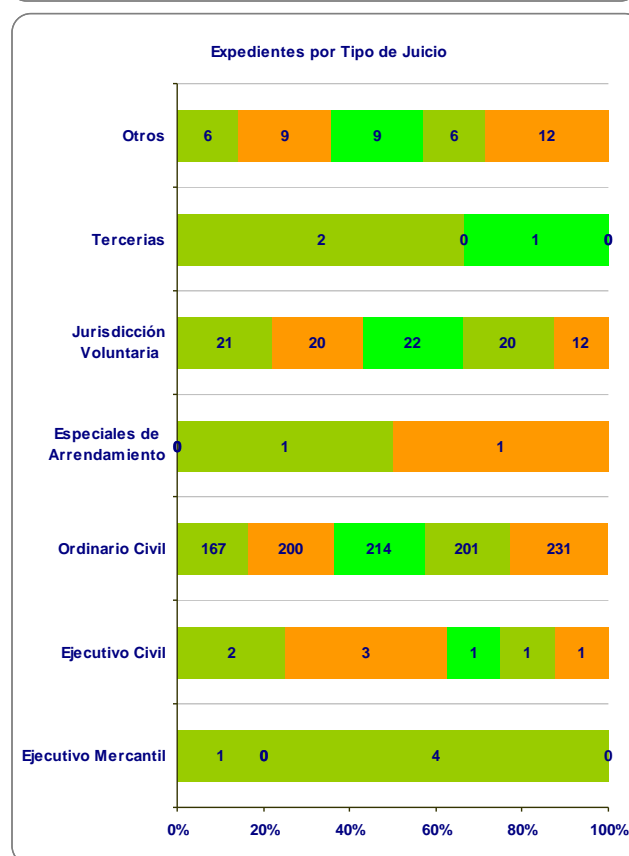 Expedientes por Tipo de Juicio
Otros
6 9 9 6 12
Tercerias
2 0 1 0
Jurisdicción
Voluntaria
21 20 22 20 12
Especiales de
Arrendamiento
0 1 1
Ordinario Civil
167 200 214 201 231
Ejecutivo Civil
2 3 1 1 1
Ejecutivo Mercantil
1 0 4 0
0% 20% 40% 60% 80% 100%